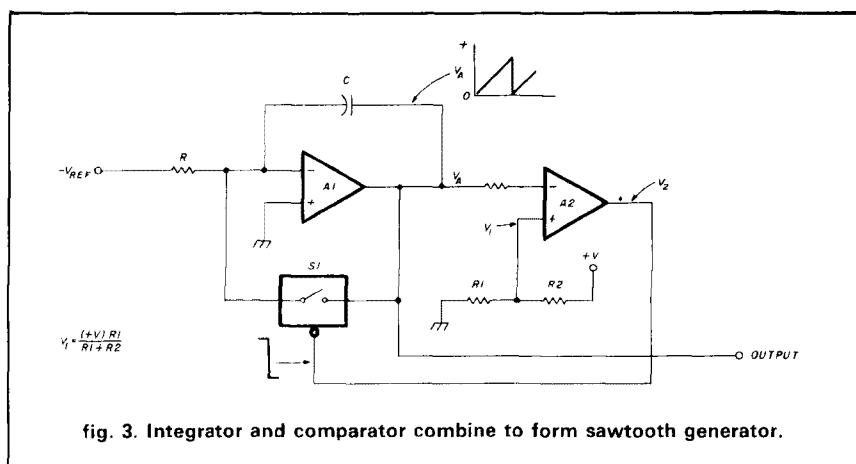 C
V_A
+
0
-V_REF
R
-
+
A1
V_A
-
+
A2
V_2
V_1
+V
S1
R1
R2
V_1 = (+V) R1 / R1 + R2
OUTPUT
fig. 3. Integrator and comparator combine to form sawtooth generator.